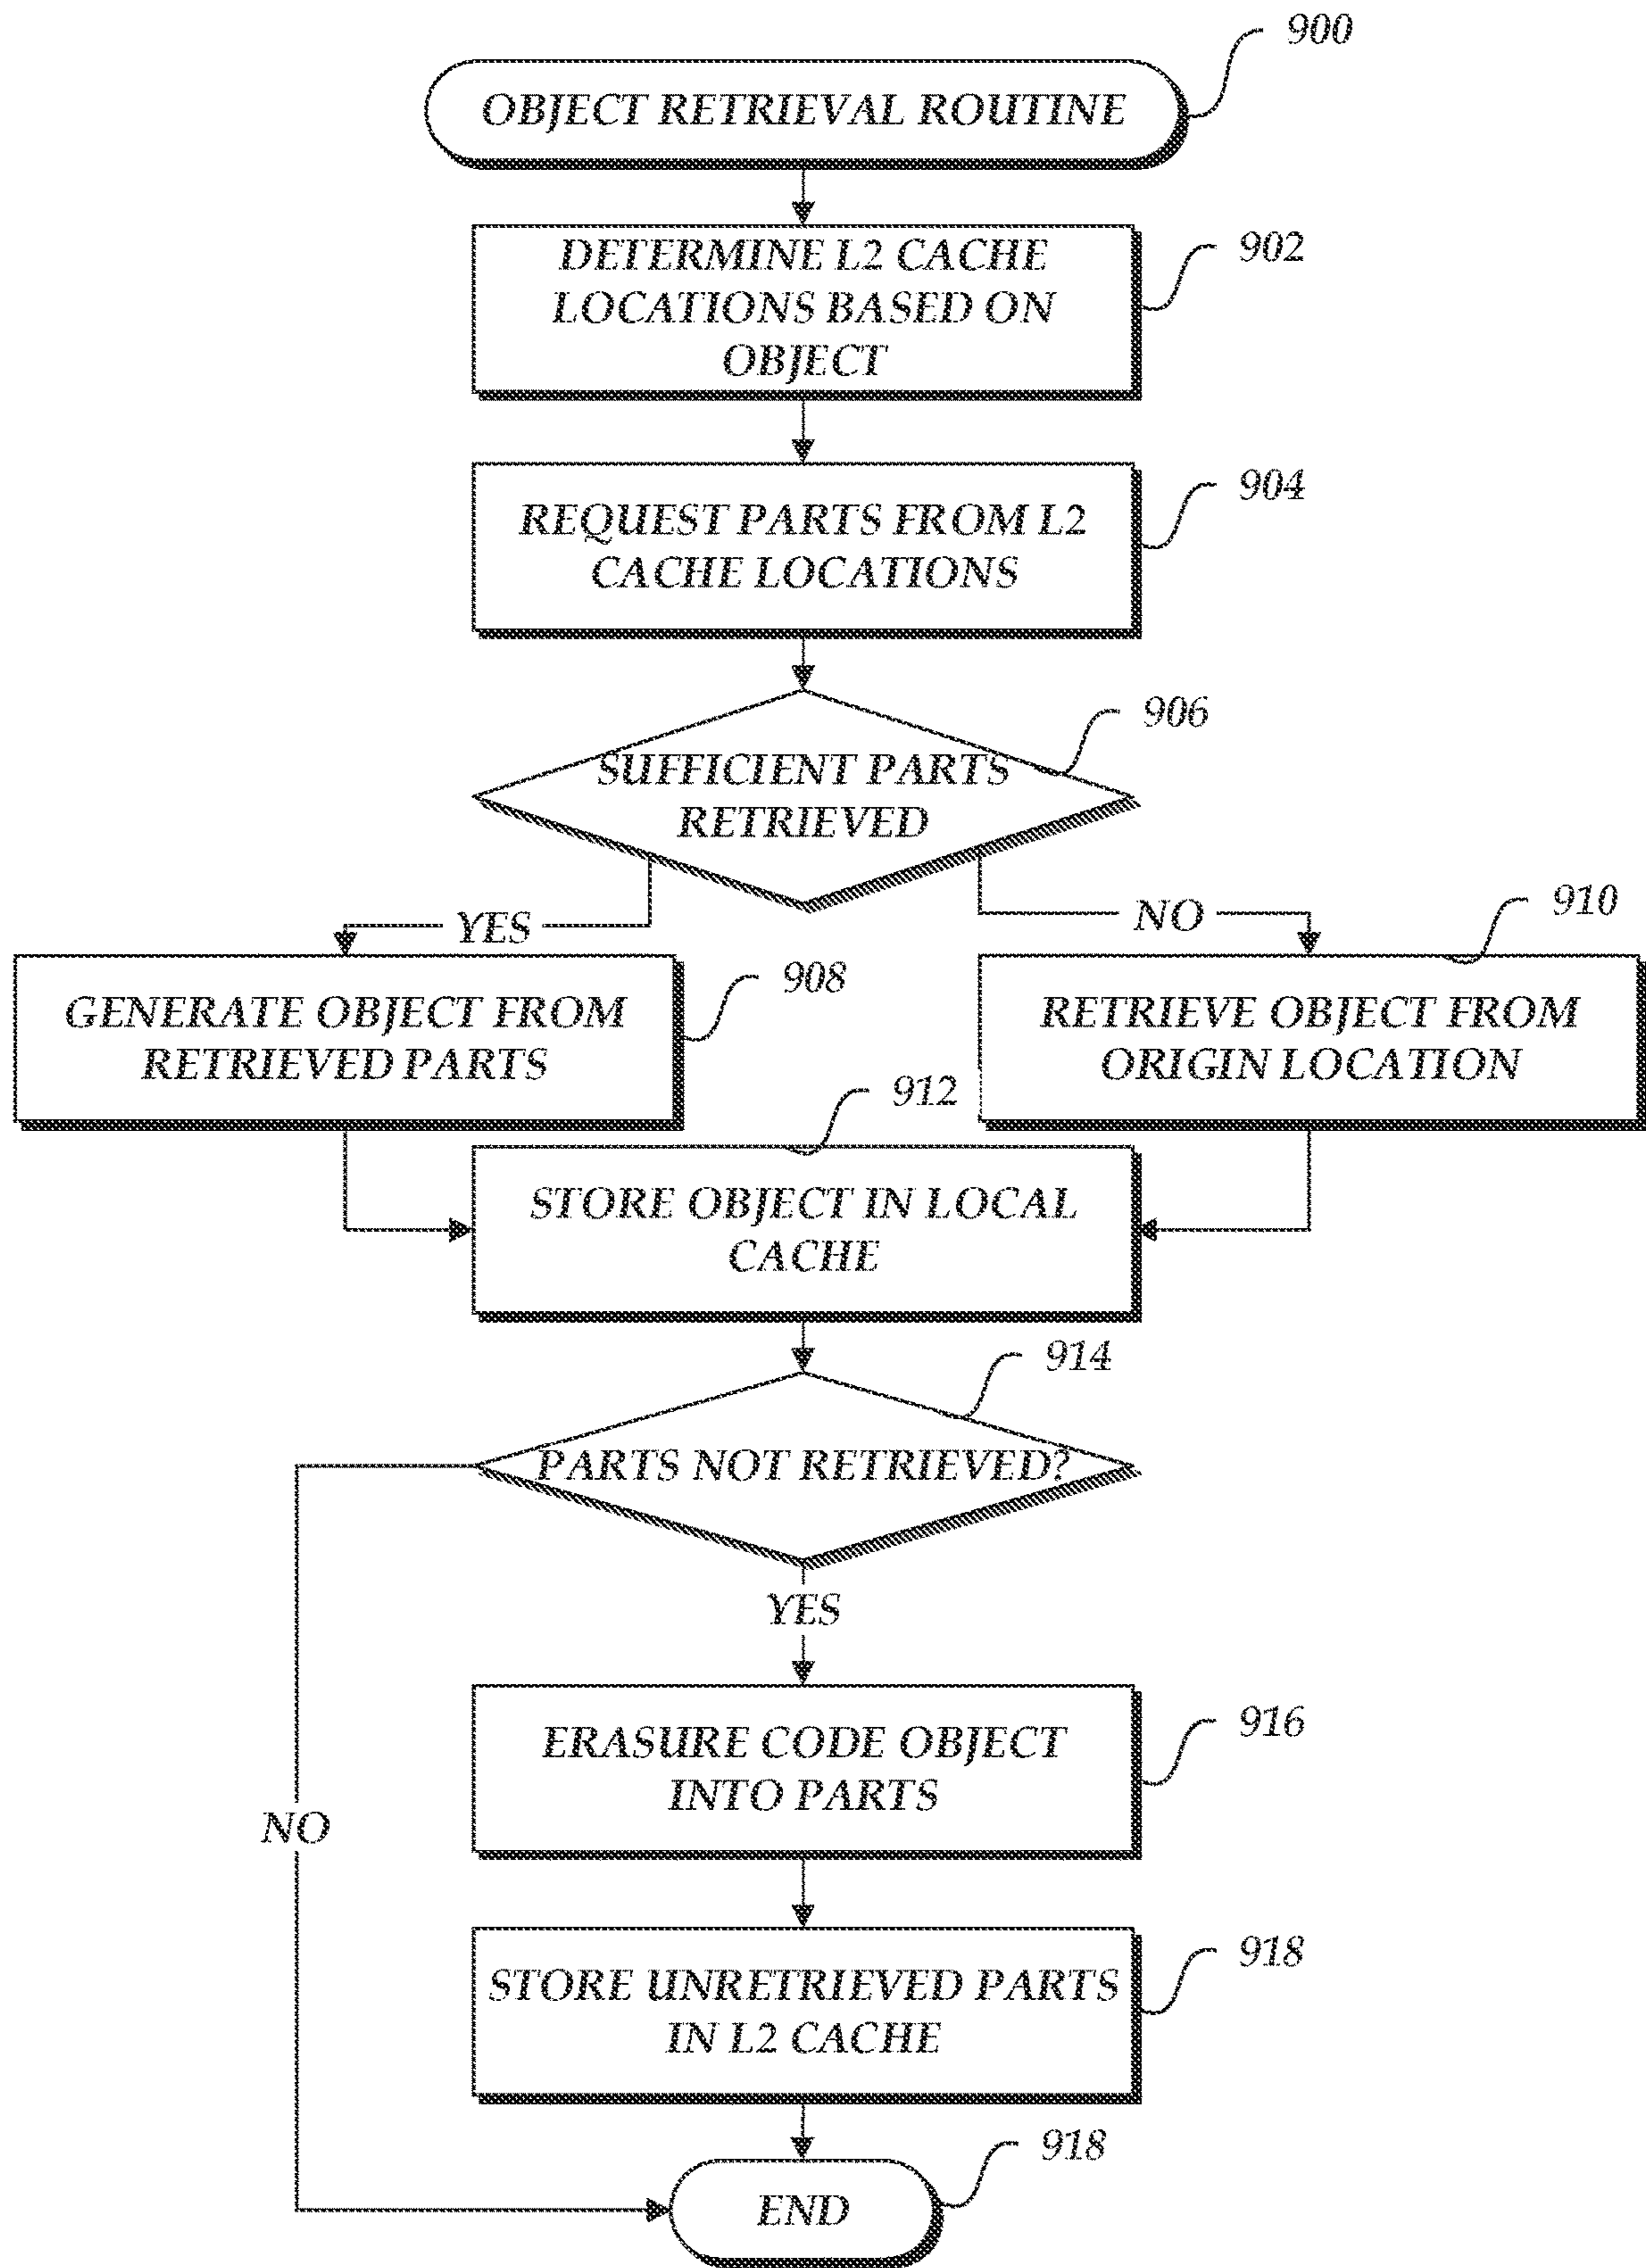 900
OBJECT RETRIEVAL ROUTINE
DETERMINE L2 CACHE
LOCATIONS BASED ON
OBJECT
902
REQUEST PARTS FROM L2
CACHE LOCATIONS
904
906
SUFFICIENT PARTS
RETRIEVED
YES
NO
910
GENERATE OBJECT FROM
RETRIEVED PARTS
908
RETRIEVE OBJECT FROM
ORIGIN LOCATION
912
STORE OBJECT IN LOCAL
CACHE
914
PARTS NOT RETRIEVED?
YES
ERASURE CODE OBJECT
INTO PARTS
916
NO
STORE UNRETRIEVED PARTS
IN L2 CACHE
918
918
END